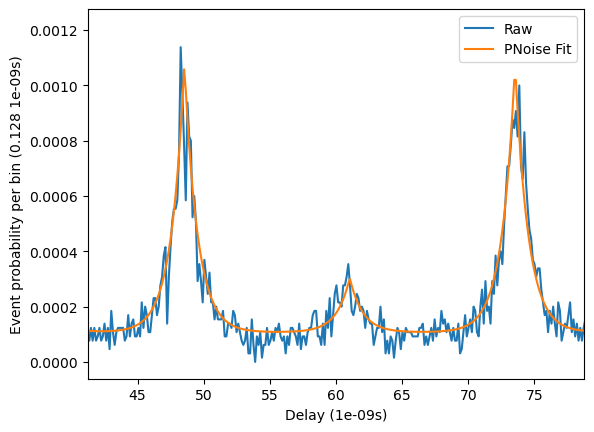 Raw
PNoise Fit
Event probability per bin (0.128 1e-09s)
0.0012
0.0010
0.0008
0.0006
0.0004
0.0002
0.0000
45 50 55 60 65 70 75
Delay (1e-09s)